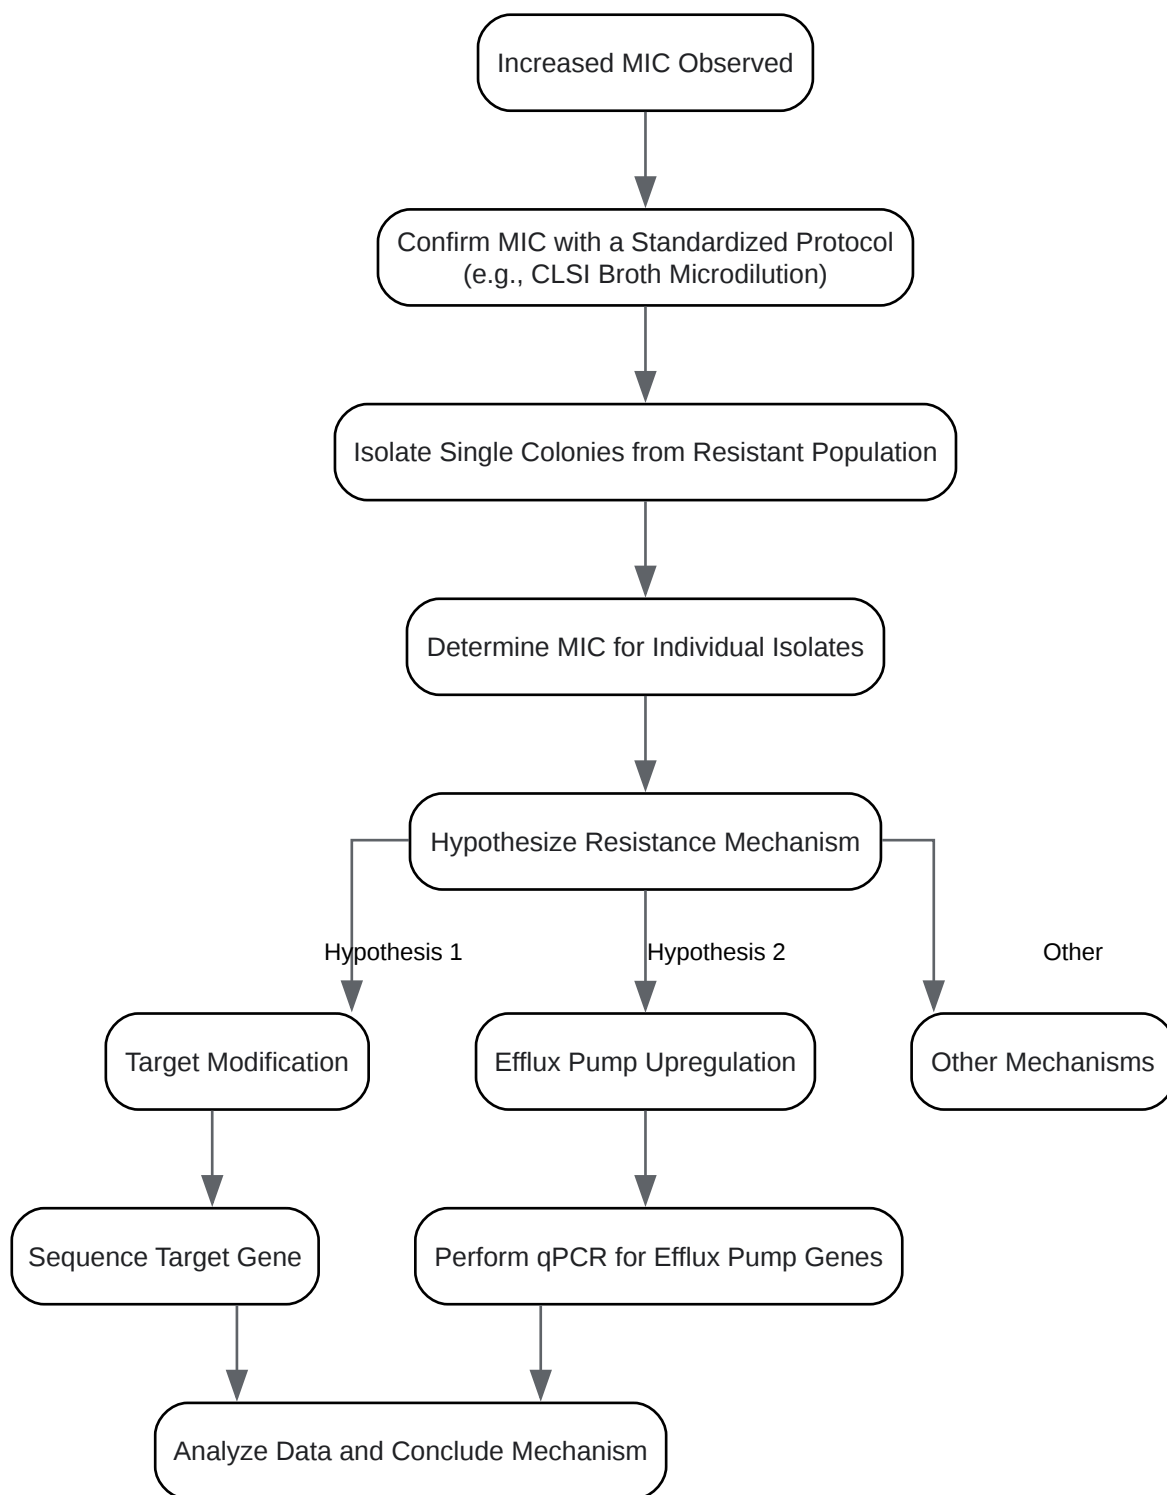 Increased MIC Observed
Confirm MIC with a Standardized Protocol
(e.g., CLSI Broth Microdilution)
Isolate Single Colonies from Resistant Population
Determine MIC for Individual Isolates
Hypothesize Resistance Mechanism
Hypothesis 1
Hypothesis 2
Other
Target Modification
Efflux Pump Upregulation
Other Mechanisms
Sequence Target Gene
Perform qPCR for Efflux Pump Genes
Analyze Data and Conclude Mechanism